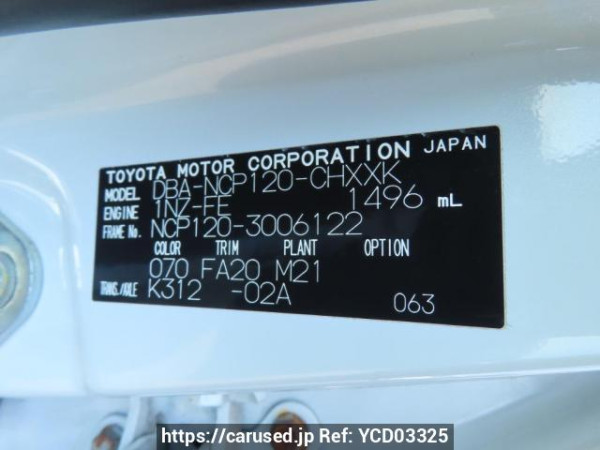 TOYOTA MOTOR CORPORATION JAPAN
MODEL DBA-NCP120-CHXXK
ENGINE 1NZ-FE 1496 mL
FRAME No. NCP120-3006122
COLOR TRIM PLANT OPTION
070 FA20 M21
TRANS./AXLE K312 -02A
063
https://carused.jp Ref: YCD03325